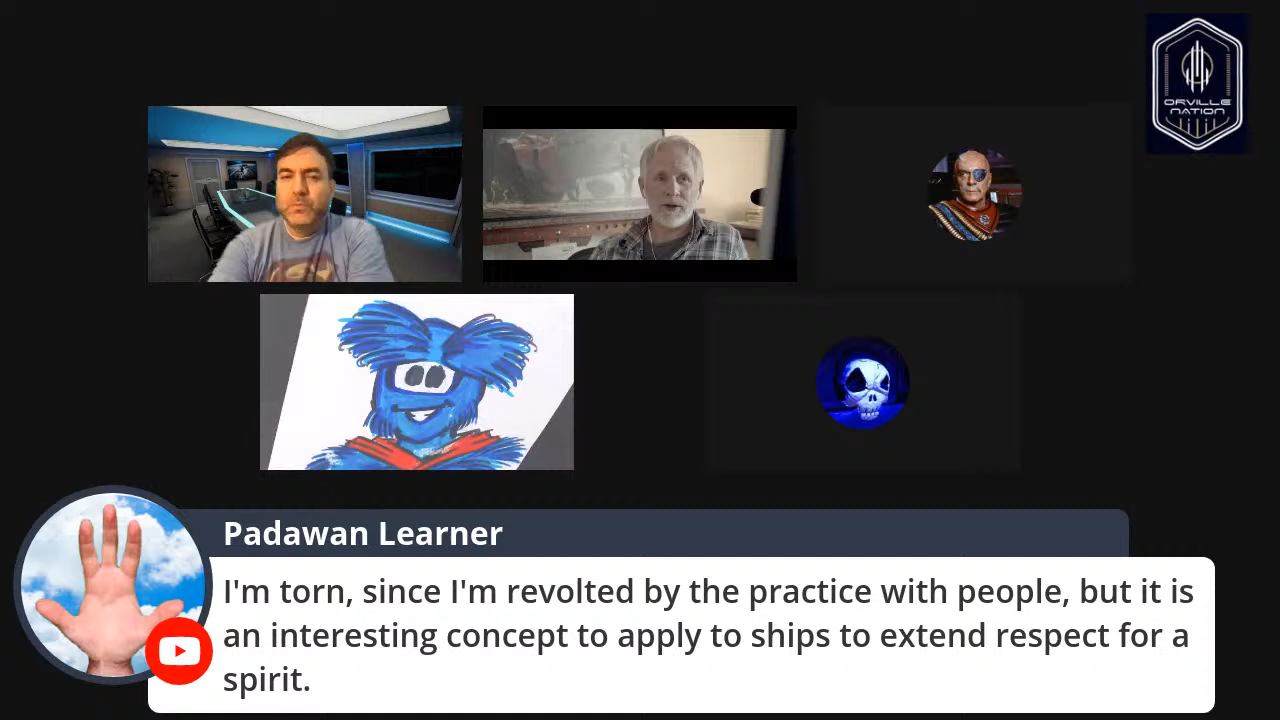 ORVILLE
NATION
Padawan Learner
I'm torn, since I'm revolted by the practice with people, but it is
an interesting concept to apply to ships to extend respect for a
spirit.